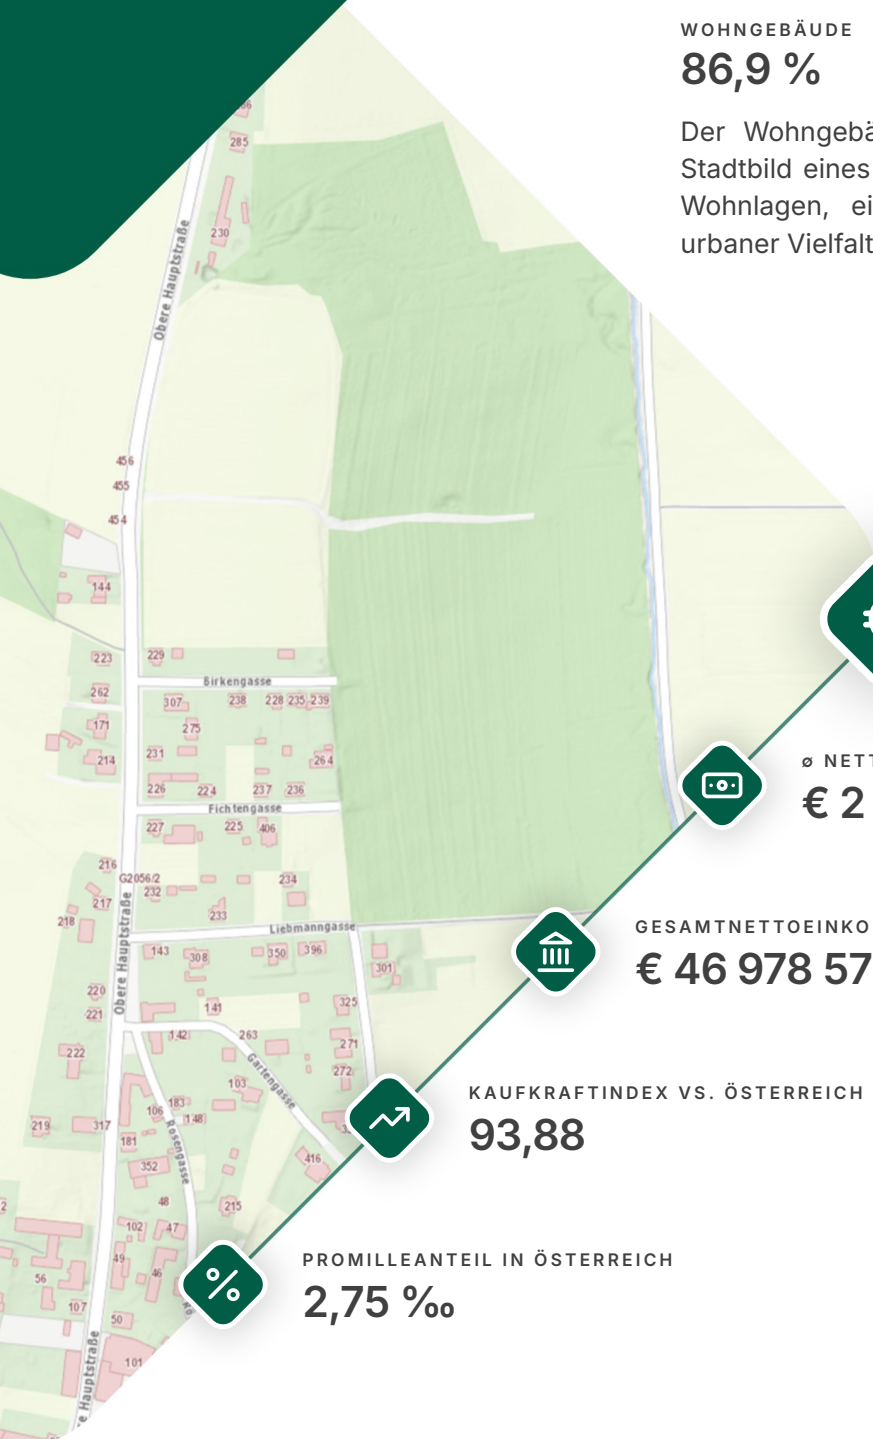 WOHNGEBÄUDE
86,9 %
Der Wohngebä
Stadtbild eines
Wohnlagen, ei
urbaner Vielfalt
285
230
Obere Hauptstraße
456
455
454
144
223
229
262
Birkengasse
307 238 228 235 239
171
275
214
231
264
226 224 237 236
Fichtengasse
227 225 406
216
G2056/2
232
234
217
218
233
Obere Hauptstraße
Liebmanngasse
143 308 350 396
301
220
221
141
325
142
263
271
222
Gartengasse
272
103
183
106
148
219
317
Rosengasse
181
352
416
48
215
102
47
49
46
56
107
50
101
e Hauptstraße
ø NETT
€ 2
GESAMTNETTOEINKO
€ 46 978 57
KAUFKRAFTINDEX VS. ÖSTERREICH
93,88
PROMILLEANTEIL IN ÖSTERREICH
2,75 ‰